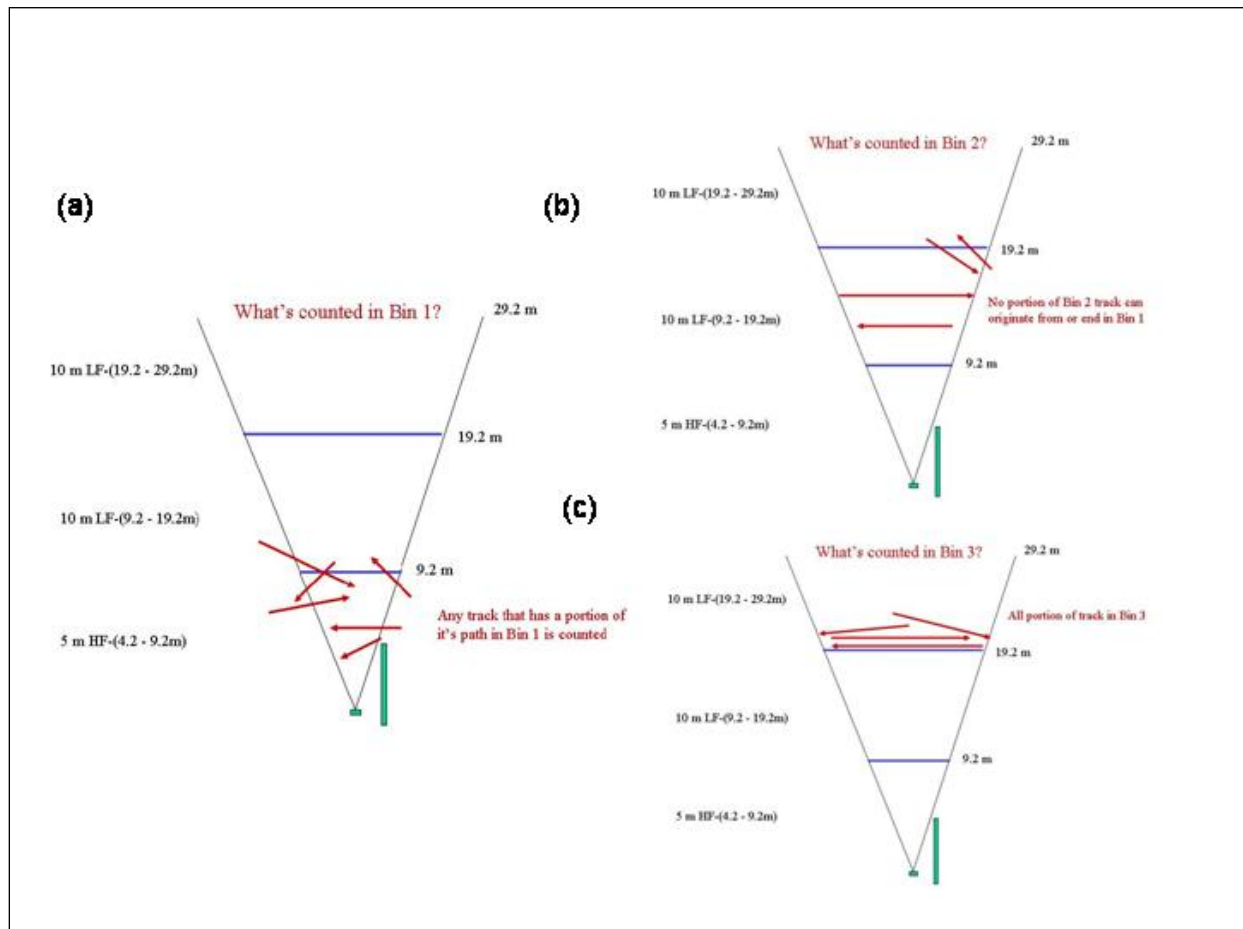 (a)
What's counted in Bin 1?
29.2 m
10 m LF-(19.2 - 29.2m)
19.2 m
10 m LF-(9.2 - 19.2m)
9.2 m
Any track that has a portion of
it's path in Bin 1 is counted
5 m HF-(4.2 - 9.2m)
(b)
What's counted in Bin 2?
29.2 m
10 m LF-(19.2 - 29.2m)
19.2 m
No portion of Bin 2 track can
originate from or end in Bin 1
10 m LF-(9.2 - 19.2m)
9.2 m
5 m HF-(4.2 - 9.2m)
(c)
What's counted in Bin 3?
29.2 m
10 m LF-(19.2 - 29.2m)
All portion of track in Bin 3
19.2 m
10 m LF-(9.2 - 19.2m)
9.2 m
5 m HF-(4.2 - 9.2m)